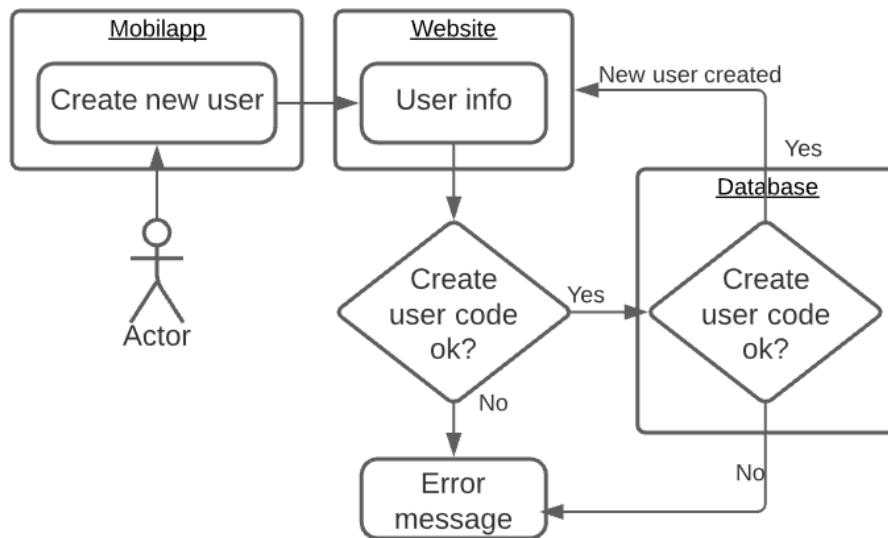 Mobilapp
Create new user
Website
User info
New user created
Yes
Database
Actor
Create
user code
ok?
Yes
Create
user code
ok?
No
No
Error
message